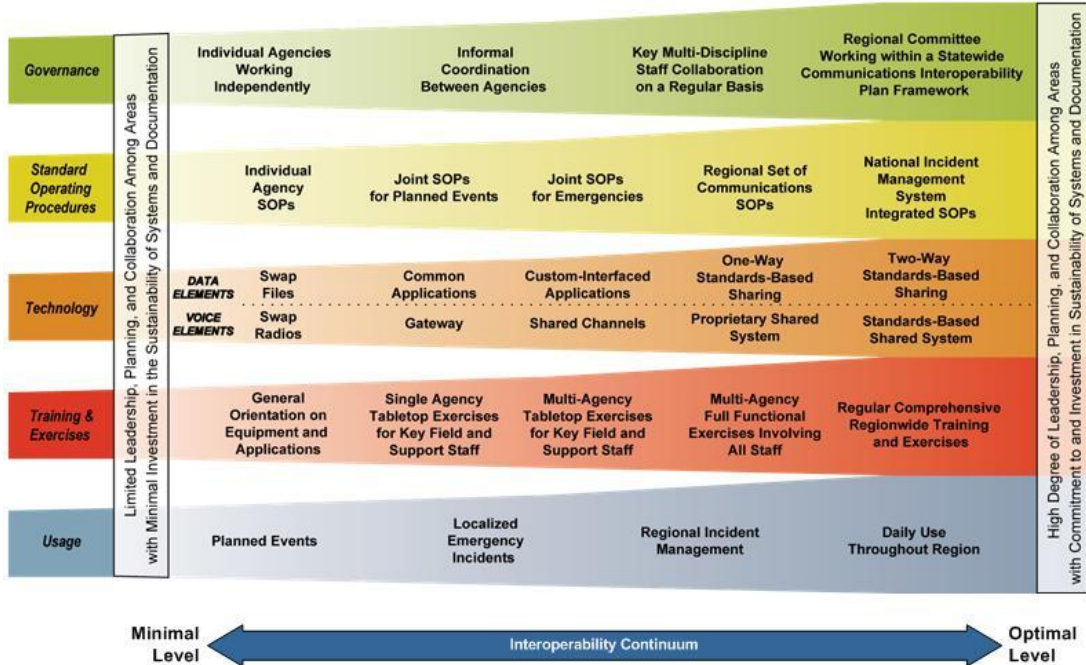 Limited Leadership, Planning, and Collaboration Among Areas
with Minimal Investment in the Sustainability of Systems and Documentation
Governance
Individual Agencies
Working
Independently
Informal
Coordination
Between Agencies
Key Multi-Discipline
Staff Collaboration
on a Regular Basis
Regional Committee
Working within a Statewide
Communications Interoperability
Plan Framework
Standard
Operating
Procedures
Individual
Agency
SOPs
Joint SOPs
for Planned Events
Joint SOPs
for Emergencies
Regional Set of
Communications
SOPs
National Incident
Management
System
Integrated SOPs
Technology
DATA
ELEMENTS
Swap
Files
Common
Applications
Custom-Interfaced
Applications
One-Way
Standards-Based
Sharing
Two-Way
Standards-Based
Sharing
VOICE
ELEMENTS
Swap
Radios
Gateway
Shared Channels
Proprietary Shared
System
Standards-Based
Shared System
Training &
Exercises
General
Orientation on
Equipment and
Applications
Single Agency
Tabletop Exercises
for Key Field and
Support Staff
Multi-Agency
Tabletop Exercises
for Key Field and
Support Staff
Multi-Agency
Full Functional
Exercises Involving
All Staff
Regular Comprehensive
Regionwide Training
and Exercises
Usage
Planned Events
Localized
Emergency
Incidents
Regional Incident
Management
Daily Use
Throughout Region
High Degree of Leadership, Planning, and Collaboration Among Areas
with Commitment to and Investment in Sustainability of Systems and Documentation
Minimal
Level
Interoperability Continuum
Optimal
Level